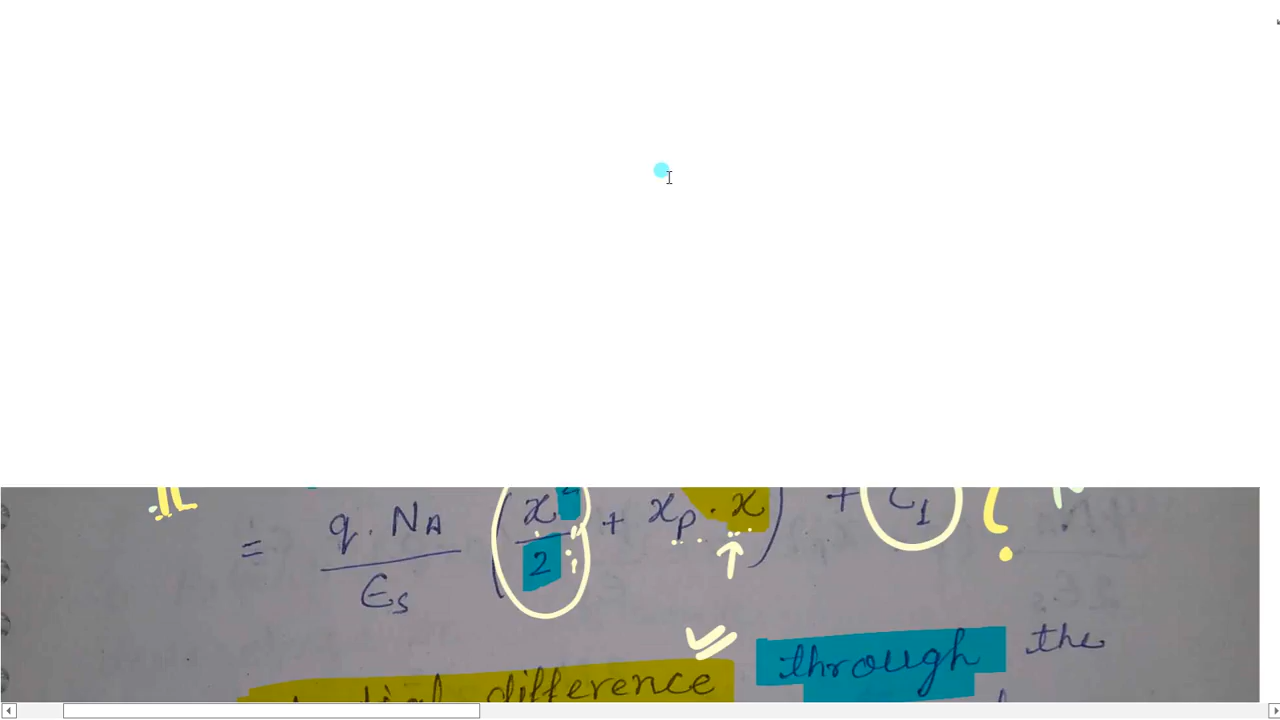 = q . N_A / ϵ_s ( x² / 2 + x_p . x ) + C_1 ?
difference through the